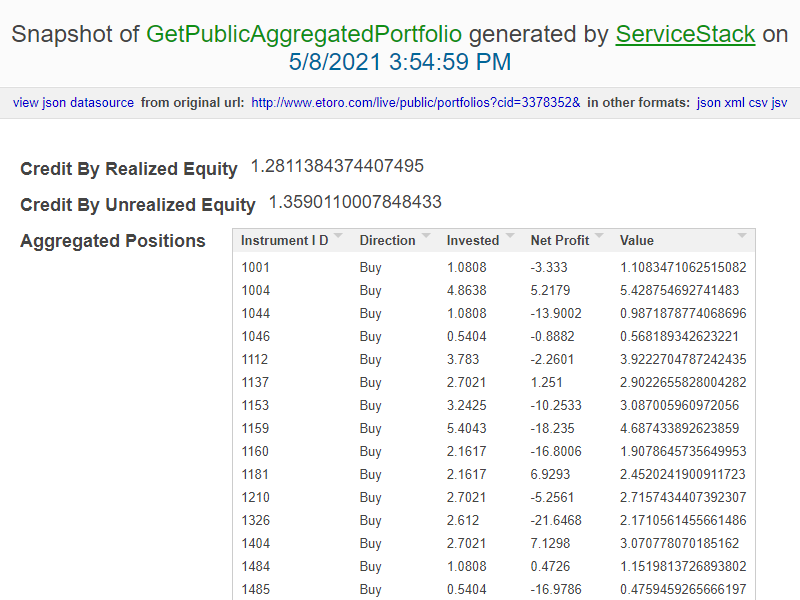 Snapshot of GetPublicAggregatedPortfolio generated by ServiceStack on
5/8/2021 3:54:59 PM
view json datasource from original url: http://www.etoro.com/live/public/portfolios?cid=3378352& in other formats: json xml csv jsv
Credit By Realized Equity 1.2811384374407495
Credit By Unrealized Equity 1.3590110007848433
Aggregated Positions
Instrument I D Direction Invested Net Profit Value
1001 Buy 1.0808 -3.333 1.1083471062515082
1004 Buy 4.8638 5.2179 5.428754692741483
1044 Buy 1.0808 -13.9002 0.9871878774068696
1046 Buy 0.5404 -0.8882 0.568189342623221
1112 Buy 3.783 -2.2601 3.9222704787242435
1137 Buy 2.7021 1.251 2.9022655828004282
1153 Buy 3.2425 -10.2533 3.087005960972056
1159 Buy 5.4043 -18.235 4.687433892623859
1160 Buy 2.1617 -16.8006 1.9078645735649953
1181 Buy 2.1617 6.9293 2.4520241900911723
1210 Buy 2.7021 -5.2561 2.7157434407392307
1326 Buy 2.612 -21.6468 2.1710561455661486
1404 Buy 2.7021 7.1298 3.070778070185162
1484 Buy 1.0808 0.4726 1.1519813726893802
1485 Buy 0.5404 -16.9786 0.4759459265666197